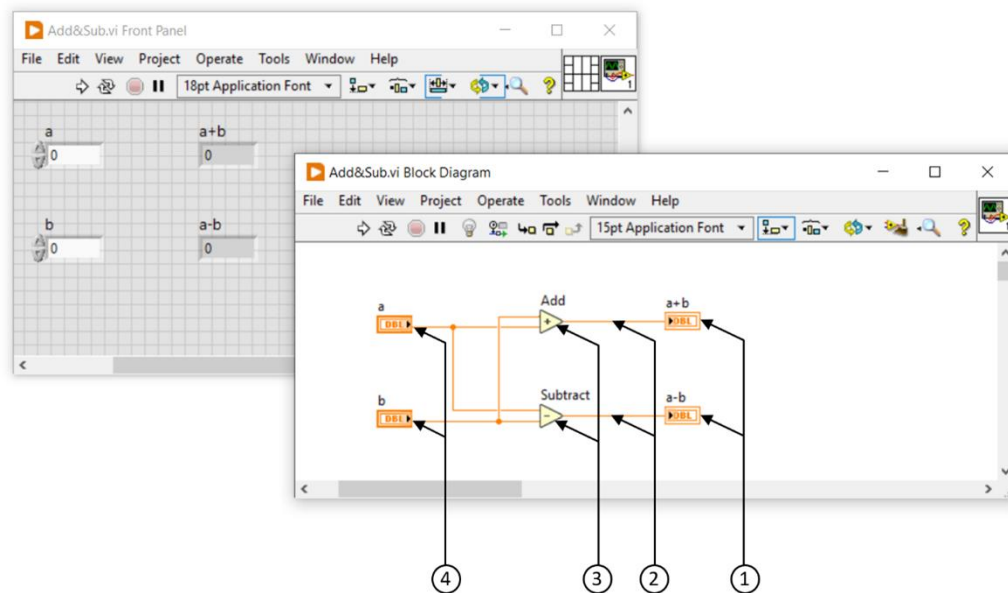 Add&Sub.vi Front Panel
File Edit View Project Operate Tools Window Help
18pt Application Font
1
a a+b
0 0
b a-b
0 0
Add&Sub.vi Block Diagram
File Edit View Project Operate Tools Window Help
15pt Application Font
a Add a+b
DBL + DBL
b Subtract a-b
DBL - DBL
4 3 2 1